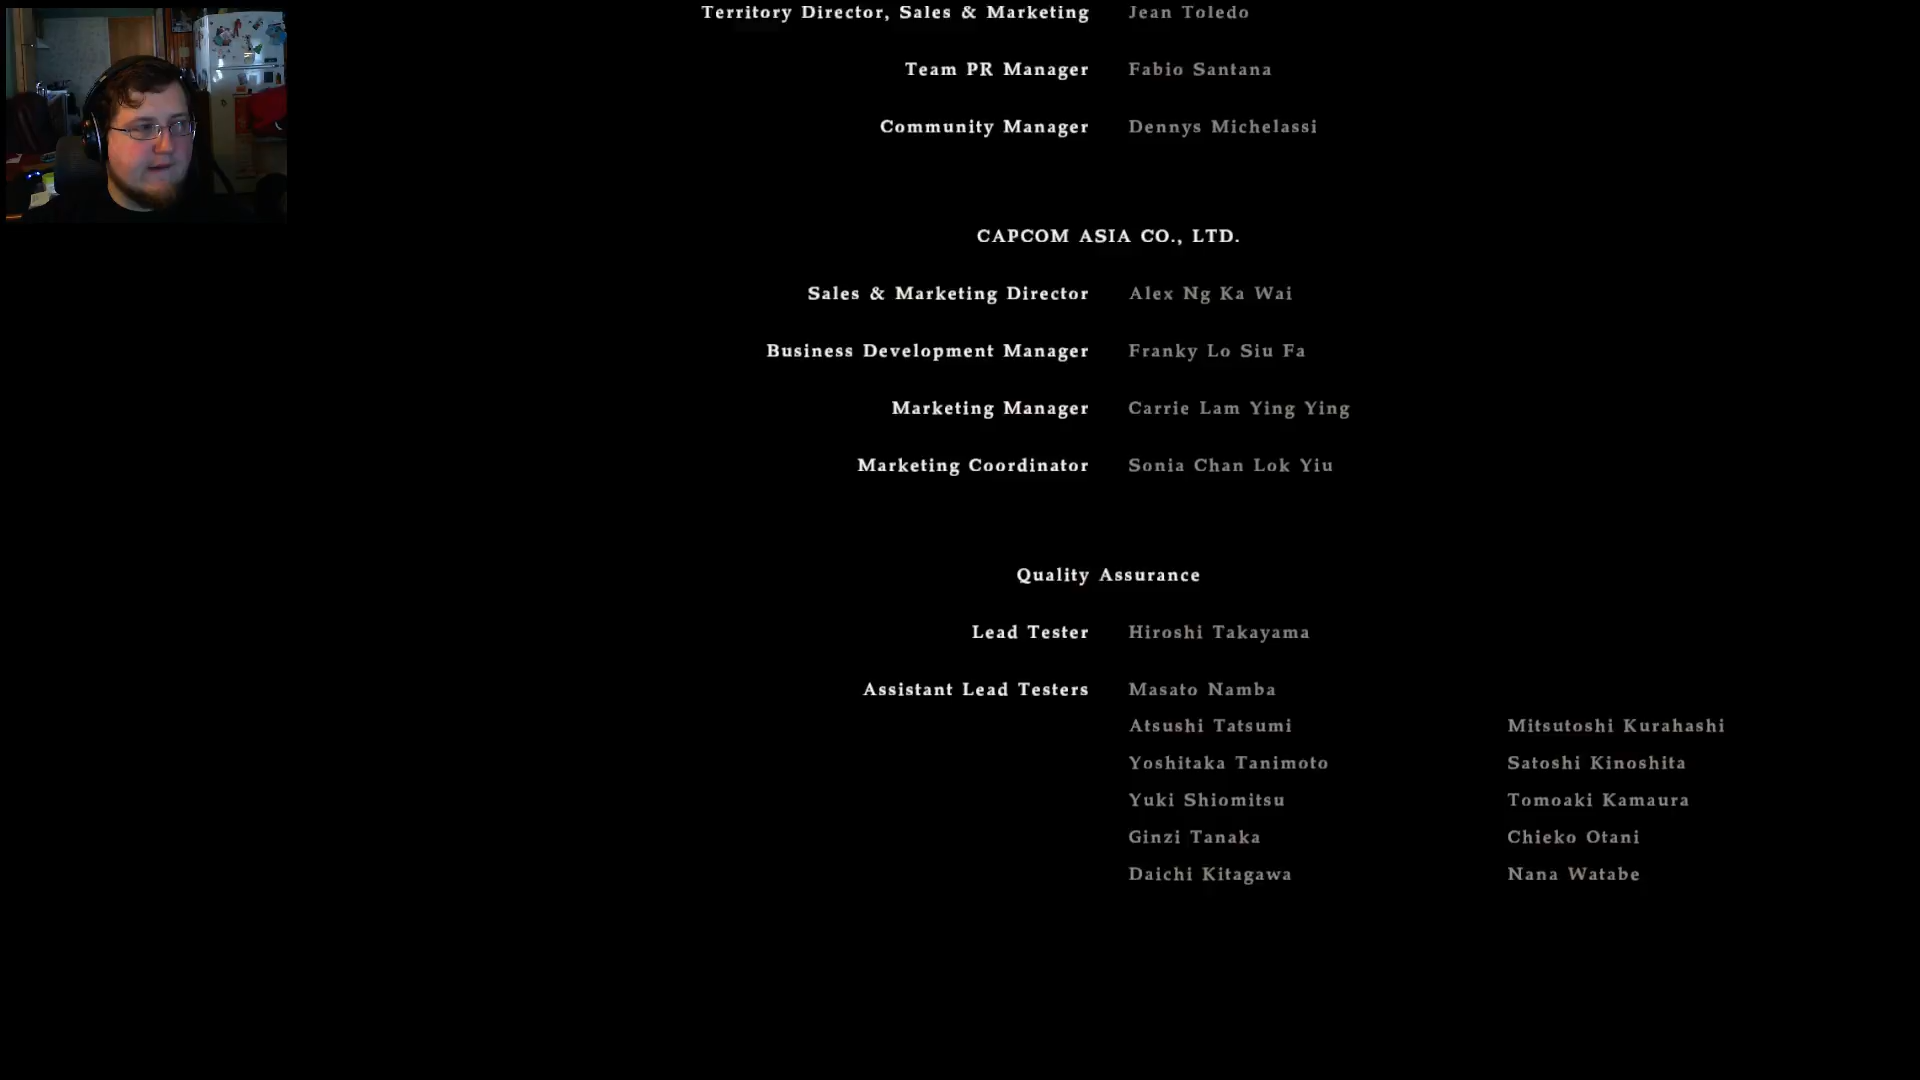 Territory Director, Sales & Marketing Jean Toledo
Team PR Manager Fabio Santana
Community Manager Dennys Michelassi
CAPCOM ASIA CO., LTD.
Sales & Marketing Director Alex Ng Ka Wai
Business Development Manager Franky Lo Siu Fa
Marketing Manager Carrie Lam Ying Ying
Marketing Coordinator Sonia Chan Lok Yiu
Quality Assurance
Lead Tester Hiroshi Takayama
Assistant Lead Testers Masato Namba
Atsushi Tatsumi Mitsutoshi Kurahashi
Yoshitaka Tanimoto Satoshi Kinoshita
Yuki Shiomitsu Tomoaki Kamaura
Ginzi Tanaka Chieko Otani
Daichi Kitagawa Nana Watabe